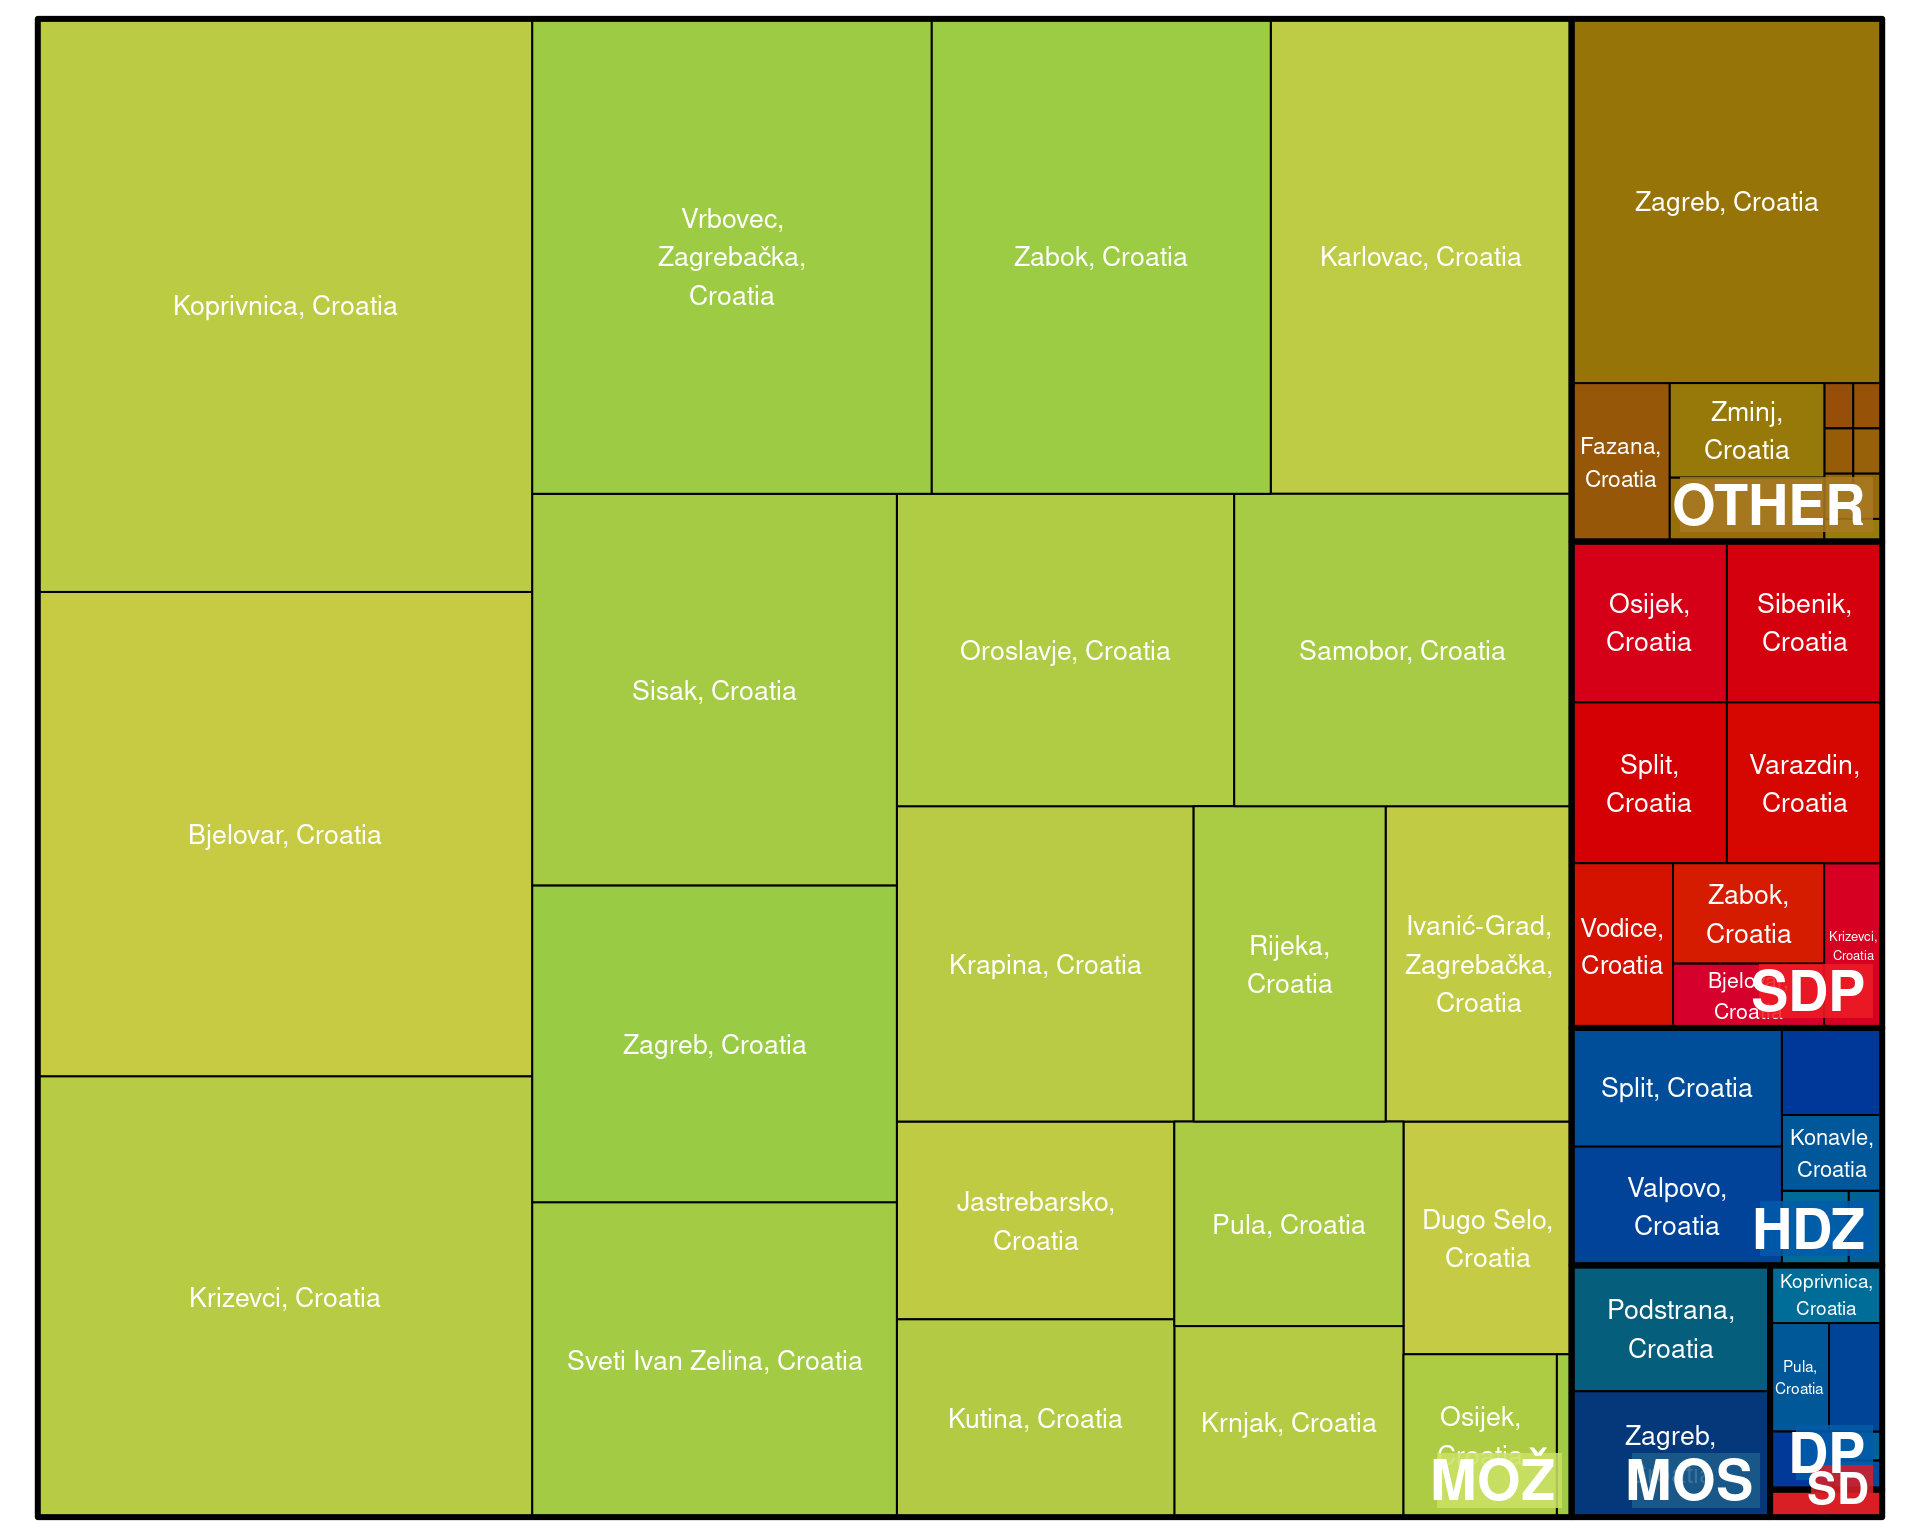 Koprivnica, Croatia
Bjelovar, Croatia
Krizevci, Croatia
Vrbovec,
Zagrebačka,
Croatia
Zabok, Croatia
Karlovac, Croatia
Sisak, Croatia
Zagreb, Croatia
Sveti Ivan Zelina, Croatia
Oroslavje, Croatia
Samobor, Croatia
Krapina, Croatia
Rijeka,
Croatia
Ivanić-Grad,
Zagrebačka,
Croatia
Jastrebarsko,
Croatia
Kutina, Croatia
Pula, Croatia
Krnjak, Croatia
Dugo Selo,
Croatia
Osijek,
Croatia
MOŽ
Zagreb, Croatia
Fazana,
Croatia
Zminj,
Croatia
OTHER
Osijek,
Croatia
Sibenik,
Croatia
Split,
Croatia
Varazdin,
Croatia
Vodice,
Croatia
Zabok,
Croatia
Krizevci,
Croatia
Bjelovar,
Croatia
SDP
Split, Croatia
Valpovo,
Croatia
Konavle,
Croatia
HDZ
Podstrana,
Croatia
Zagreb,
Croatia
MOS
Koprivnica,
Croatia
Pula,
Croatia
DP
SD